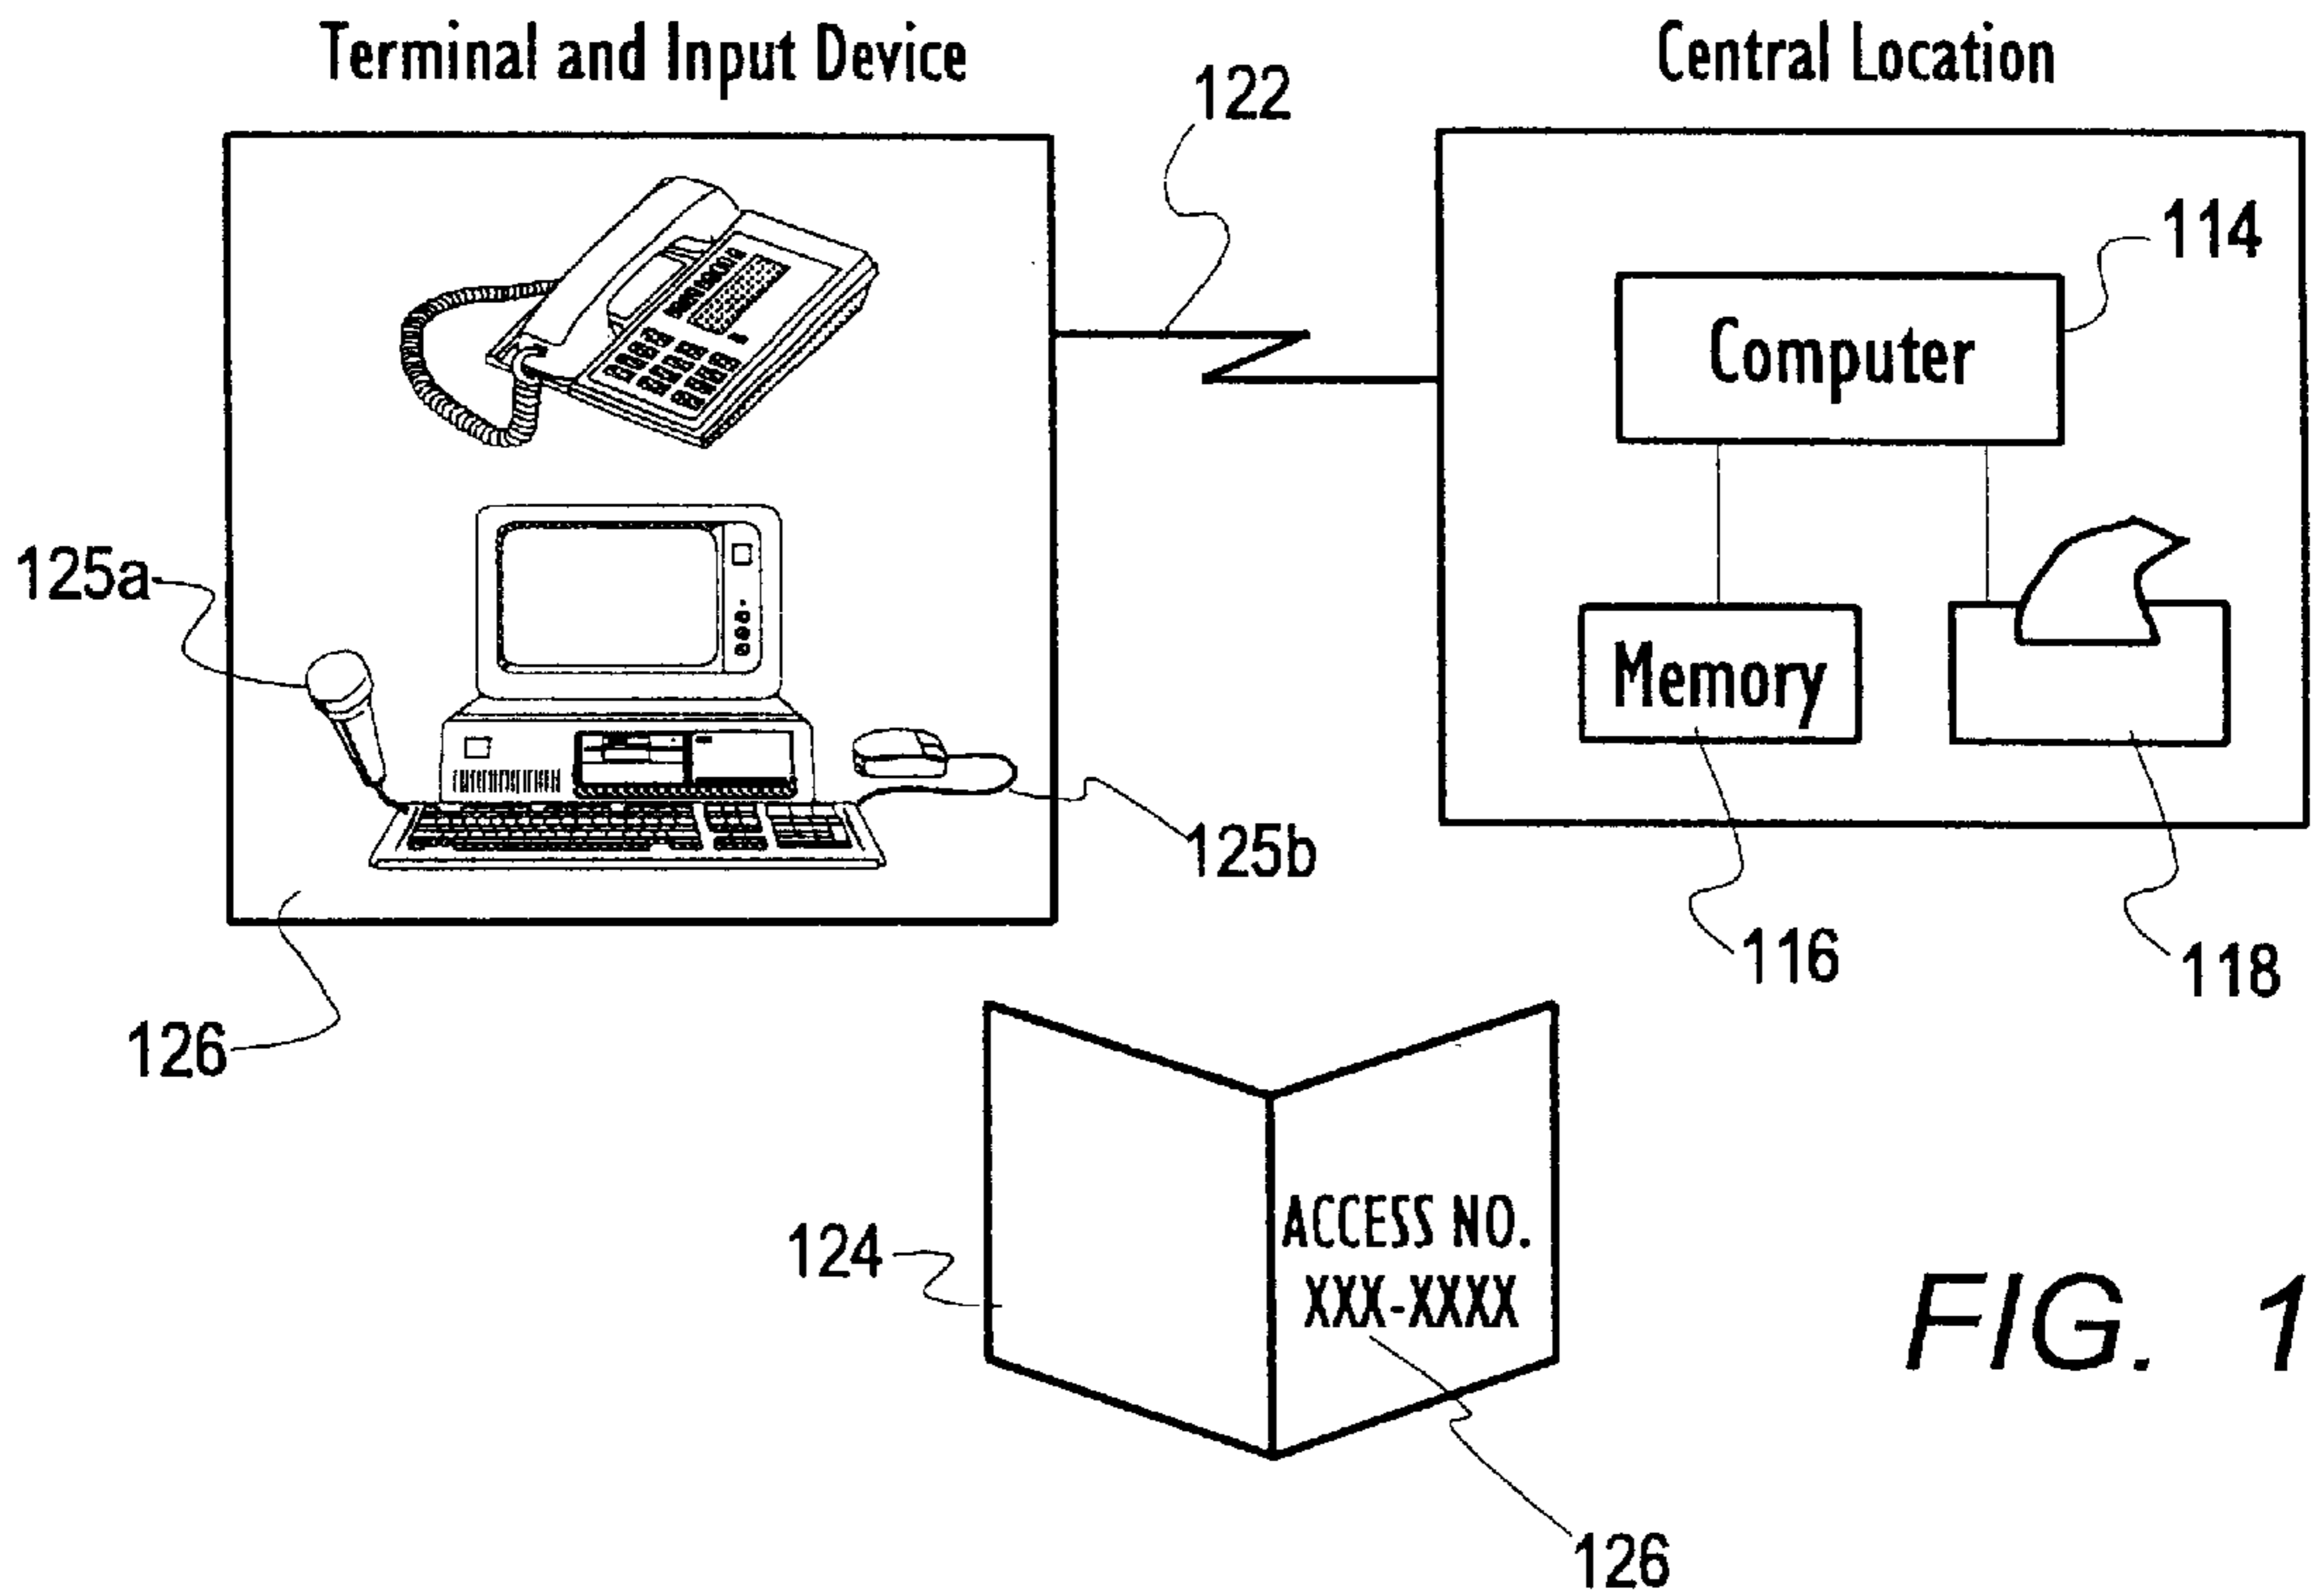 Terminal and Input Device
Central Location
122
114
Computer
125a
Memory
125b
116
118
126
124
ACCESS NO.
XXX-XXXX
FIG. 1
126